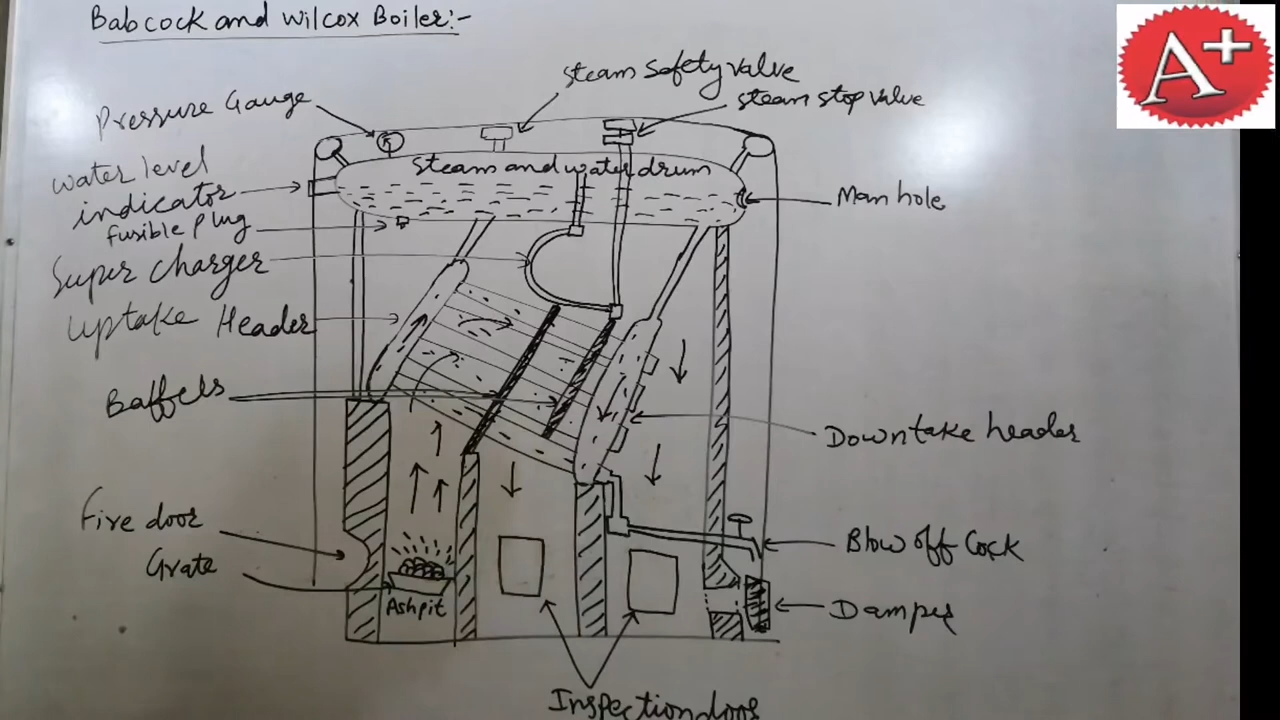 Babcock and Wilcox Boiler:-
A+
Steam Safety Valve
Steam stop valve
Pressure Gauge
Steam and water drum
water level
indicator
fusible plug
Man hole
Super charger
Uptake Header
Baffels
Downtake header
Fire door
Grate
Ashpit
Blow off Cock
Damper
Inspection doos